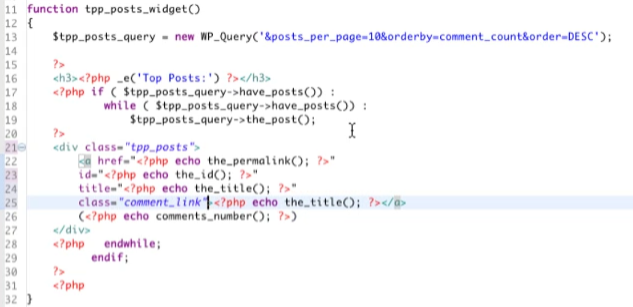 11 function tpp_posts_widget()
12 {
13 $tpp_posts_query = new WP_Query('&posts_per_page=10&orderby=comment_count&order=DESC');
14
15 ?>
16 <h3><?php _e('Top Posts:') ?></h3>
17 <?php if ( $tpp_posts_query->have_posts()) :
18 while ( $tpp_posts_query->have_posts()) :
19 $tpp_posts_query->the_post();
20 ?>
21 <div class="tpp_posts">
22 <a href="<?php echo the_permalink(); ?>"
23 id="<?php echo the_id(); ?>"
24 title="<?php echo the_title(); ?>"
25 class="comment_link"><?php echo the_title(); ?></a>
26 (<?php echo comments_number(); ?>)
27 </div>
28 <?php endwhile;
29 endif;
30 ?>
31 <?php
32 }